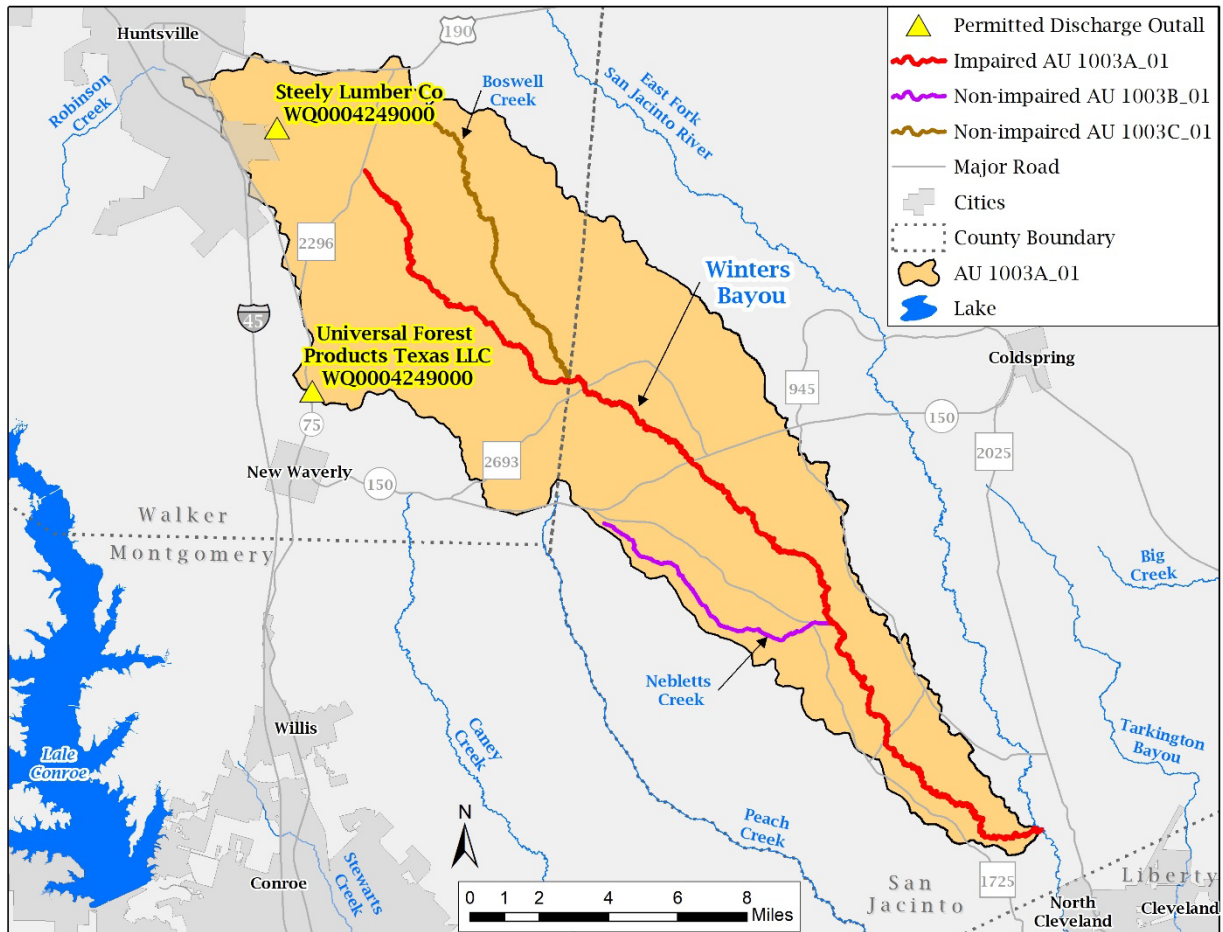 Huntsville
190
Robinson
Creek
Steely Lumber Co
WQ0004249000
Boswell
Creek
East Fork
San Jacinto River
Permitted Discharge Outall
Impaired AU 1003A_01
Non-impaired AU 1003B_01
Non-impaired AU 1003C_01
Major Road
Cities
County Boundary
AU 1003A_01
Lake
2296
Winters
Bayou
45
Universal Forest
Products Texas LLC
WQ0004249000
Coldspring
945
150
75
2025
New Waverly
150
2693
Walker
Montgomery
Big
Creek
Nebletts
Creek
Caney
Creek
Willis
Lale
Conroe
Tarkington
Bayou
Peach
Creek
N
Stewarts
Creek
Conroe
0 1 2 4 6 8
Miles
San
Jacinto
1725
Liberty
North
Cleveland
Cleveland